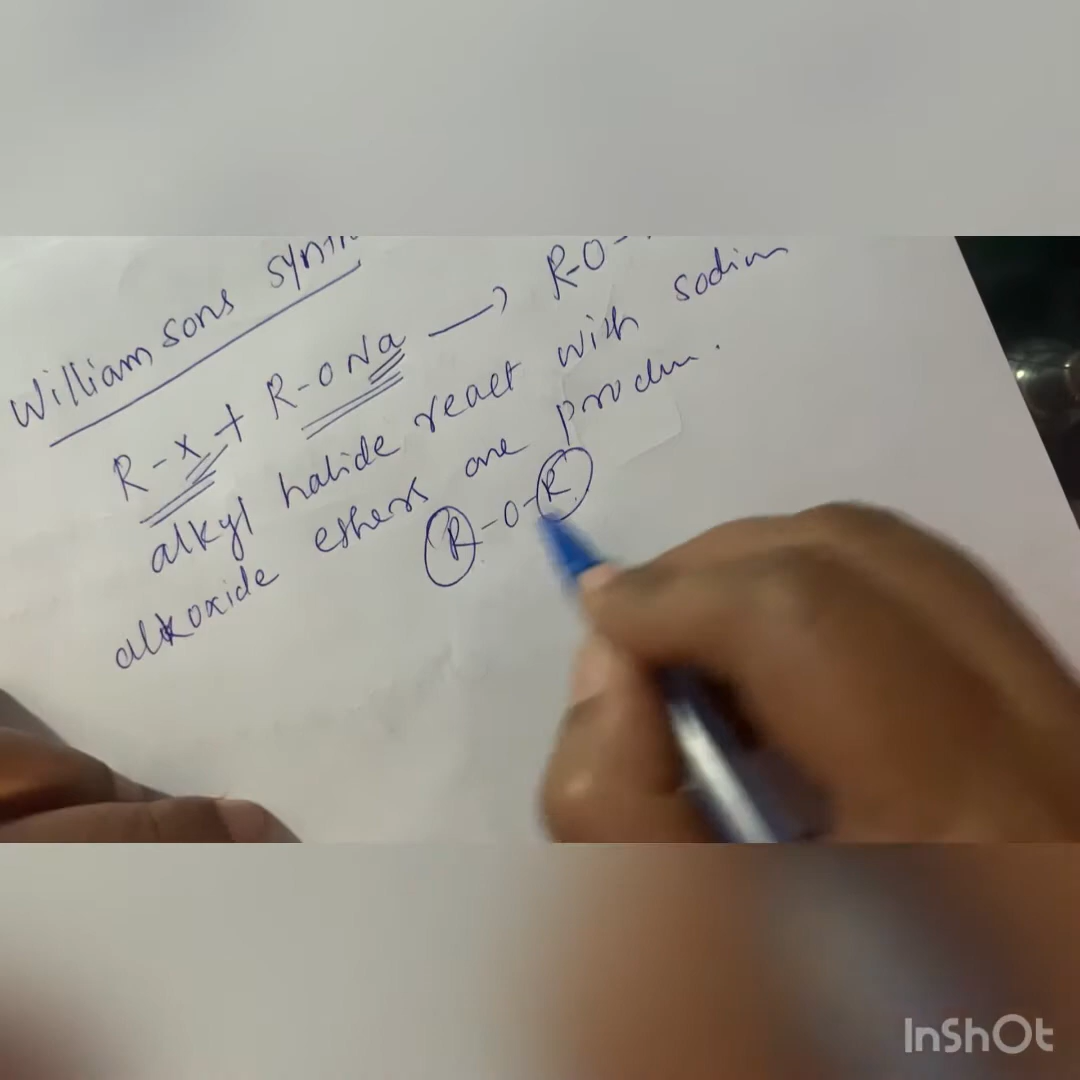 Williamsons synth
R-X + R-ONa → R-O-
alkyl halide react with sodium
alkoxide ethers are produ.
R-O-R
InShOt